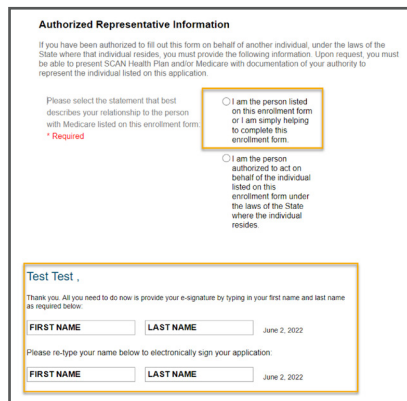 Authorized Representative Information
If you have been authorized to fill out this form on behalf of another individual, under the laws of the
State where that individual resides, you must provide the following information. Upon request, you must
be able to present SCAN Health Plan and/or Medicare with documentation of your authority to
represent the individual listed on this application.
Please select the statement that best
describes your relationship to the person
with Medicare listed on this enrollment form:
* Required
I am the person listed
on this enrollment form
or I am simply helping
to complete this
enrollment form.
I am the person
authorized to act on
behalf of the individual
listed on this
enrollment form under
the laws of the State
where the individual
resides.
Test Test ,
Thank you. All you need to do now is provide your e-signature by typing in your first name and last name
as required below:
FIRST NAME LAST NAME June 2, 2022
Please re-type your name below to electronically sign your application:
FIRST NAME LAST NAME June 2, 2022